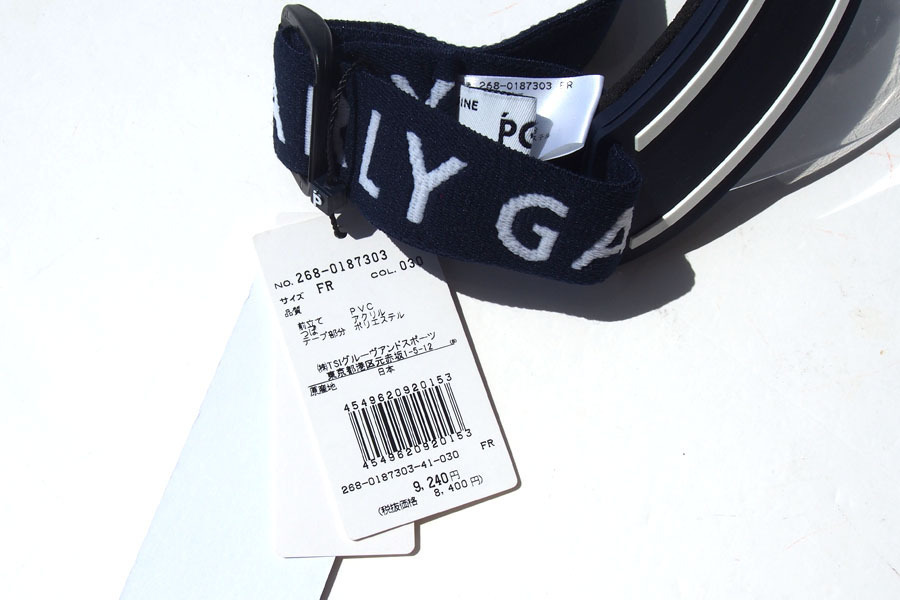 268-0187303 FR
INE
PG
LY GA
P
NO. 268-0187303
COL. 030
サイズ FR
品質
前立て PVC
つば アクリル
テープ部分 ポリエステル
㈱TSIグルーヴアンドスポーツ
東京都港区元赤坂1-5-12
原産地 日本
4549620920153
4549620920153
FR
268-0187303-41-030
9,240円
(税抜価格 8,400円)